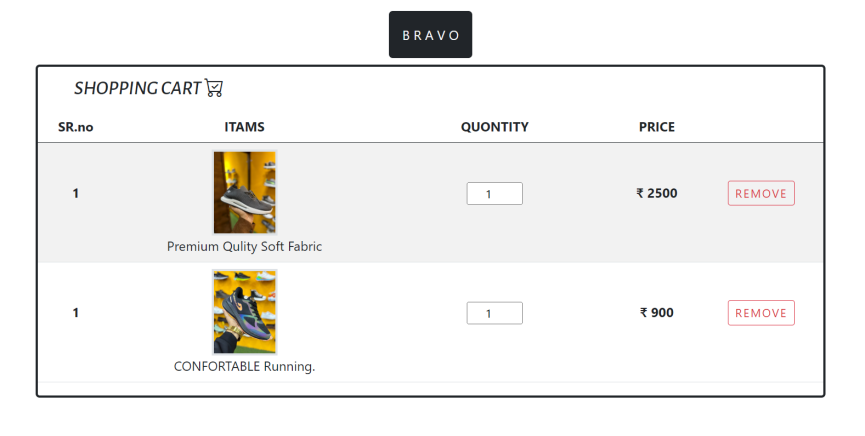 BRAVO
SHOPPING CART
SR.no ITAMS QUONTITY PRICE
1 1 ₹ 2500 REMOVE
Premium Qulity Soft Fabric
1 1 ₹ 900 REMOVE
CONFORTABLE Running.